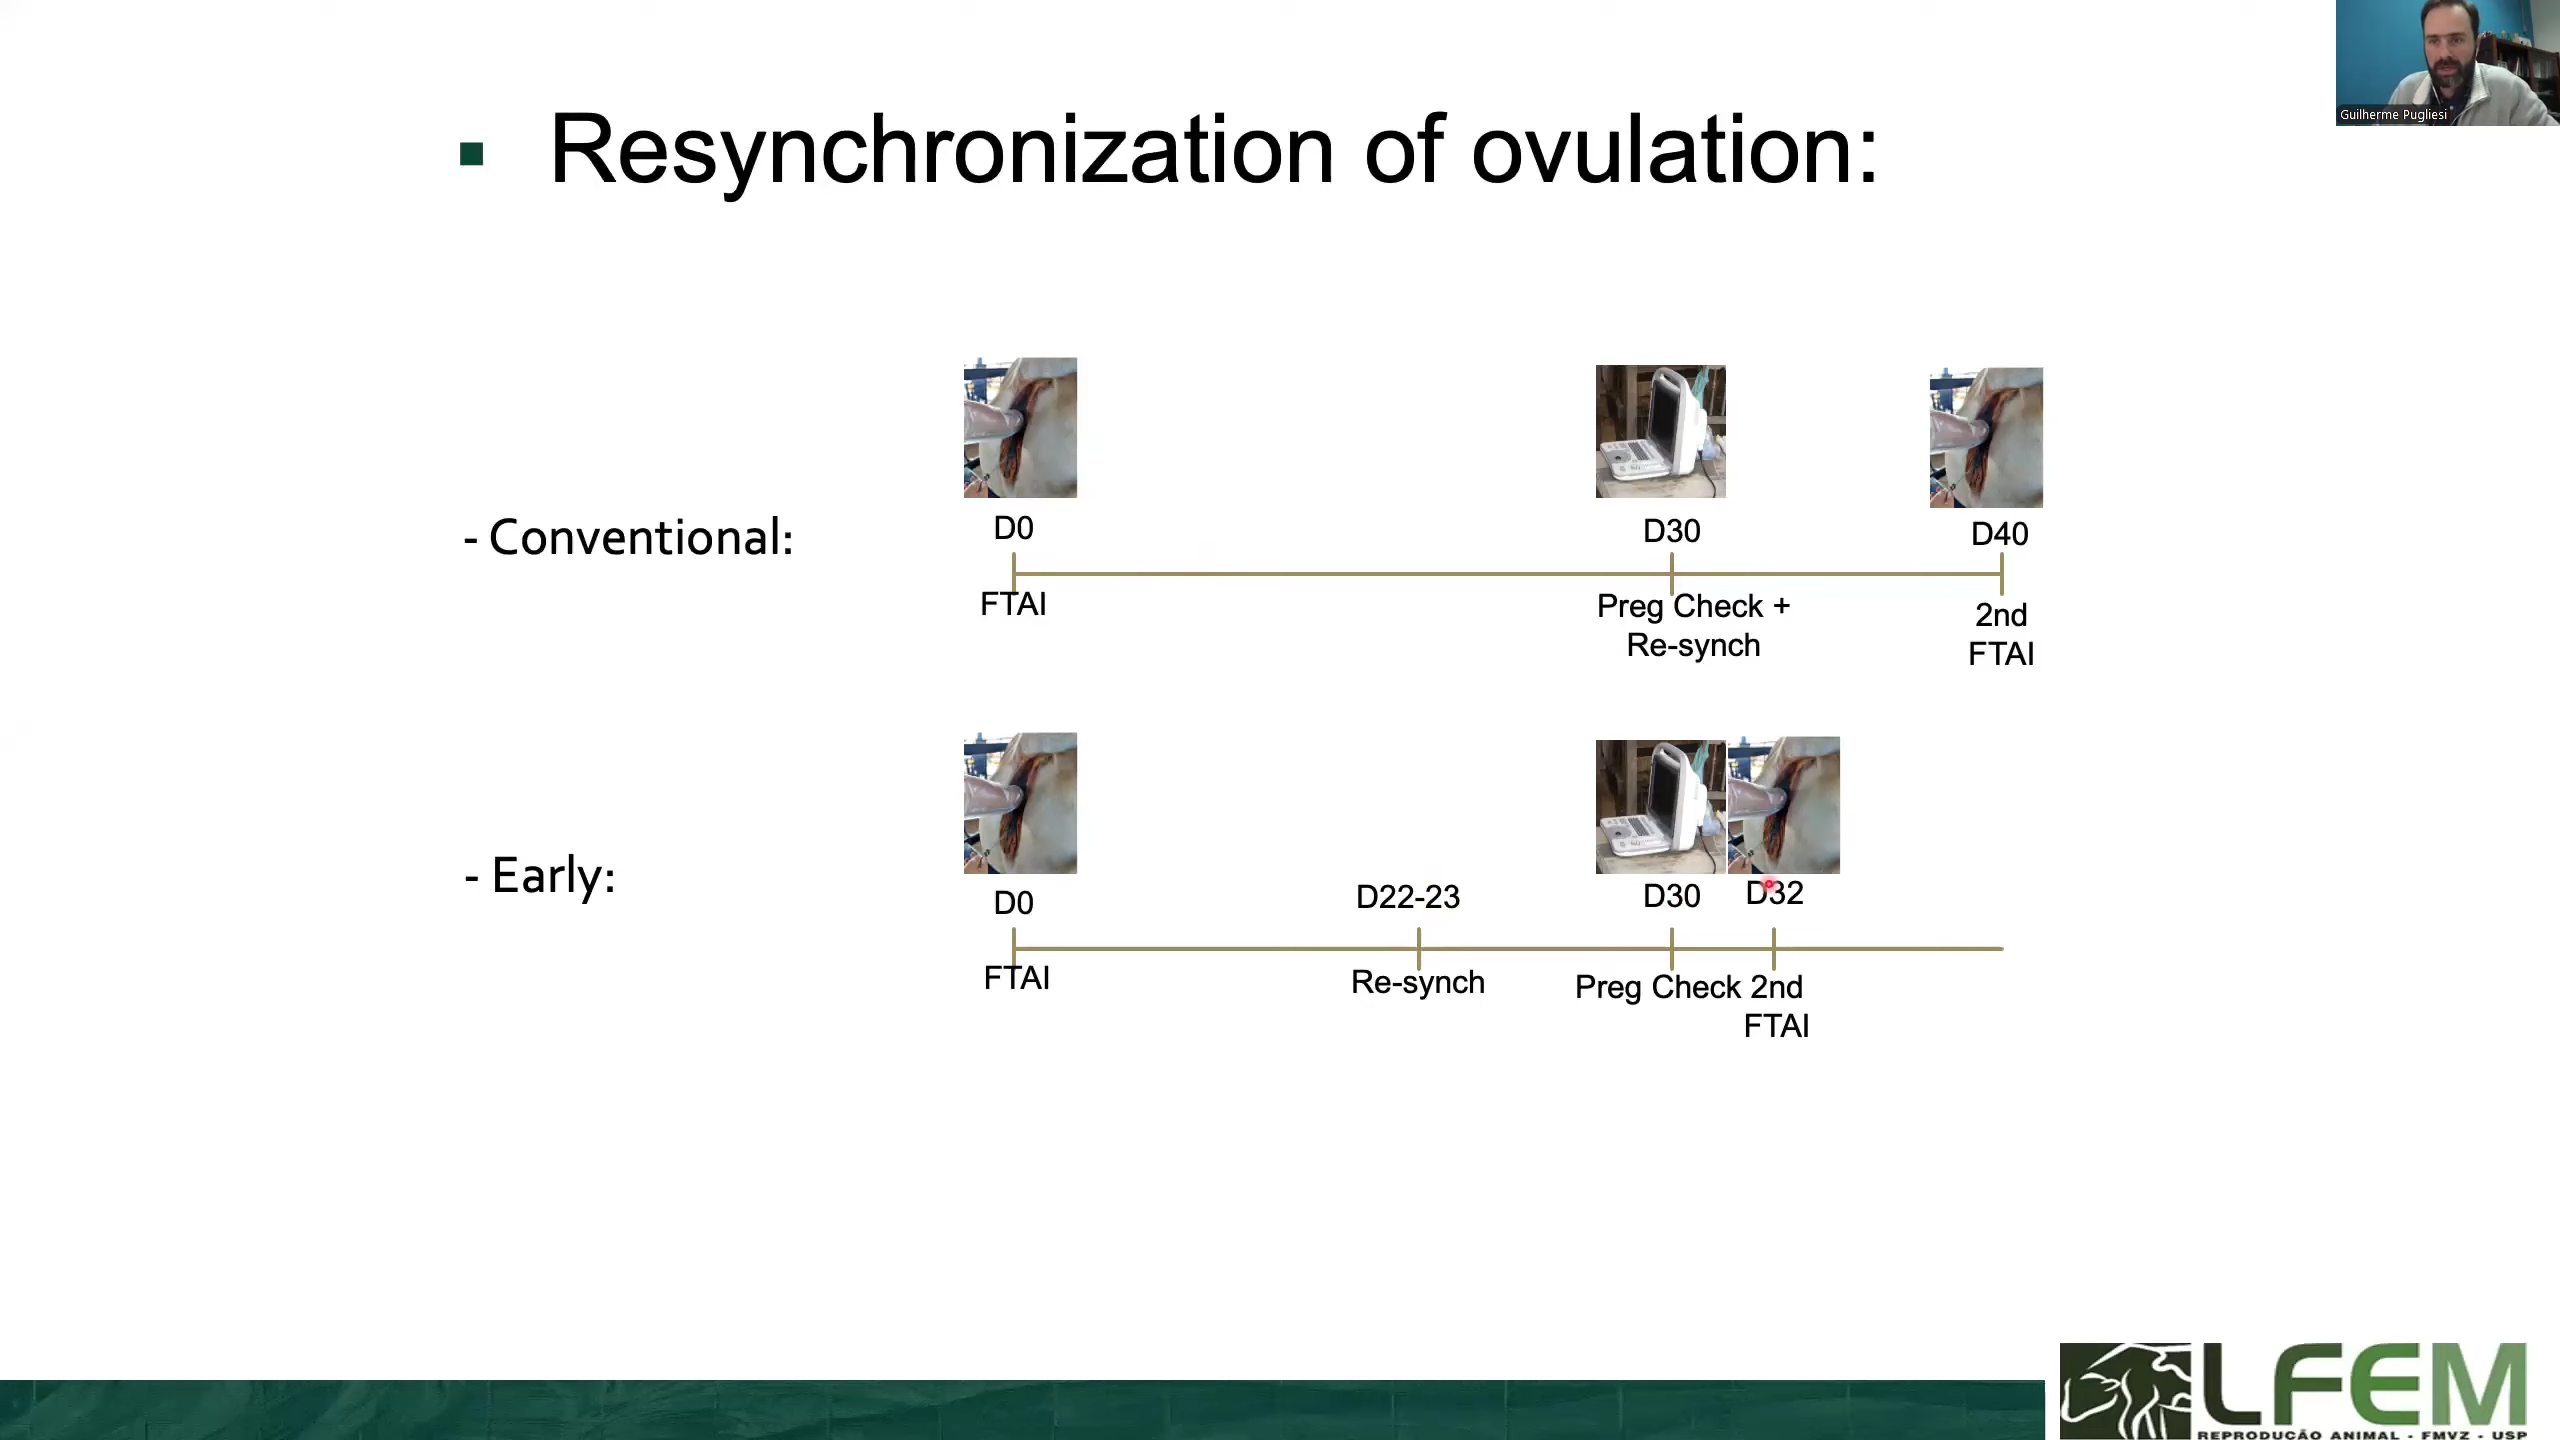 Guilherme Pugliesi
▪ Resynchronization of ovulation:
- Conventional:
D0
D30
D40
FTAI
Preg Check +
Re-synch
2nd
FTAI
- Early:
D0
D22-23
D30
D32
FTAI
Re-synch
Preg Check 2nd
FTAI
LFEM
REPRODUÇÃO ANIMAL - FMVZ - USP